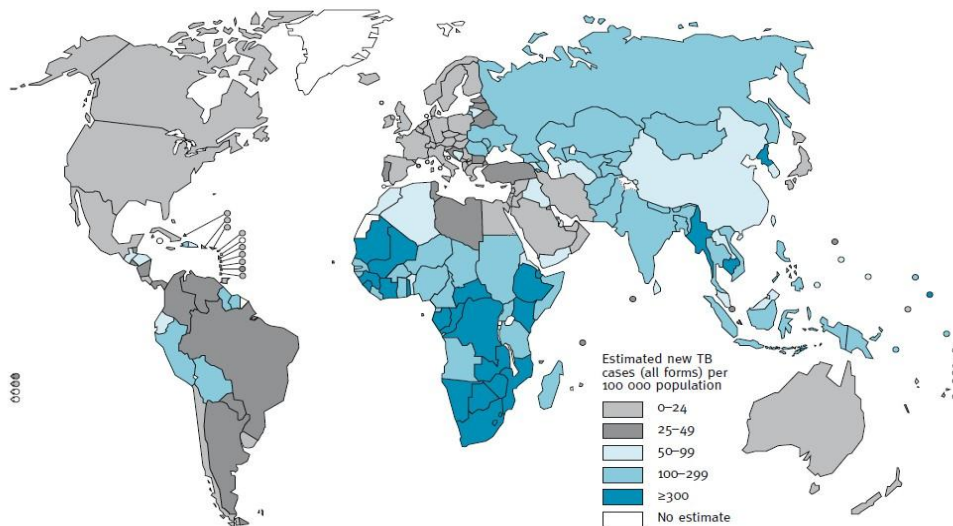 Estimated new TB
cases (all forms) per
100 000 population
0–24
25–49
50–99
100–299
≥300
No estimate